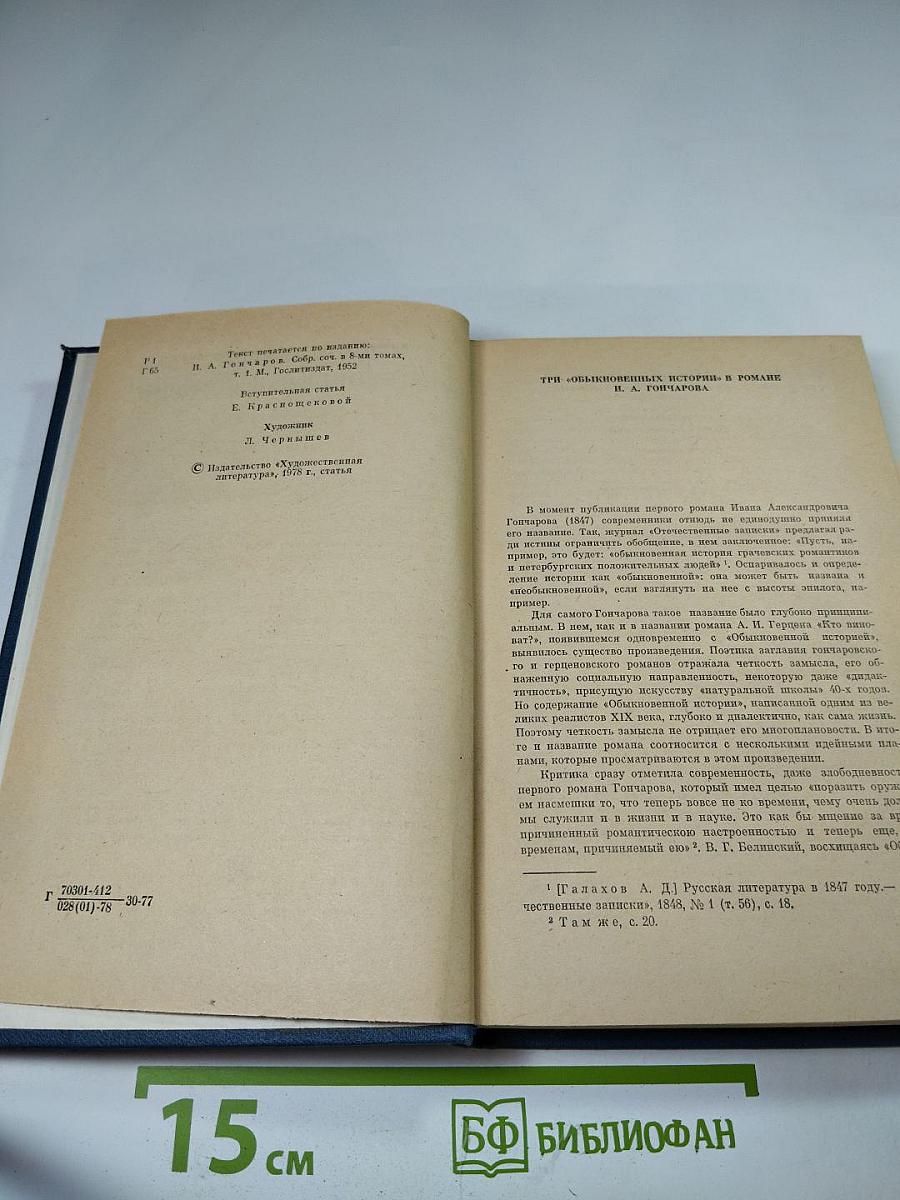 Р 1
Г 65
Текст печатается по изданию:
И. А. Гончаров. Собр. соч. в 8-ми томах,
т. 1. М., Гослитиздат, 1952
Вступительная статья
Е. Краснощековой
Художник
Л. Чернышев
© Издательство «Художественная
литература», 1978 г., статья
Г 70301-412
028(01)-78 30-77
ТРИ «ОБЫКНОВЕННЫХ ИСТОРИИ» В РОМАНЕ
И. А. ГОНЧАРОВА
В момент публикации первого романа Ивана Александровича
Гончарова (1847) современники отнюдь не единодушно приняли
его название. Так, журнал «Отечественные записки» предлагал ра-
ди истины ограничить обобщение, в нем заключенное: «Пусть, на-
пример, это будет: «обыкновенная история грачевских романтиков
и петербургских положительных людей» 1. Оспаривалось и опреде-
ление истории как «обыкновенной»: она может быть названа и
«необыкновенной», если взглянуть на нее с высоты эпилога, на-
пример.
Для самого Гончарова такое название было глубоко принципи-
альным. В нем, как и в названии романа А. И. Герцена «Кто вино-
ват?», появившемся одновременно с «Обыкновенной историей»,
выявилось существо произведения. Поэтика заглавия гончаровско-
го и герценовского романов отражала четкость замысла, его об-
наженную социальную направленность, некоторую даже «дидак-
тичность», присущую искусству «натуральной школы» 40-х годов.
Но содержание «Обыкновенной истории», написанной одним из ве-
ликих реалистов XIX века, глубоко и диалектично, как сама жизнь.
Поэтому четкость замысла не отрицает его многоплановости. В ито-
ге и название романа соотносится с несколькими идейными пла-
нами, которые просматриваются в этом произведении.
Критика сразу отметила современность, даже злободневност
первого романа Гончарова, который имел целью «поразить оруж
ем насмешки то, что теперь вовсе не ко времени, чему очень дол
мы служили и в жизни и в науке. Это как бы мщение за вр
причиненный романтическою настроенностью и теперь еще,
временам, причиняемый ею» 2. В. Г. Белинский, восхищаясь «Об
1 [Галахов А. Д.] Русская литература в 1847 году.—
чественные записки», 1848, № 1 (т. 56), с. 18.
2 Там же, с. 20.
15 см
БФ БИБЛИОФАН